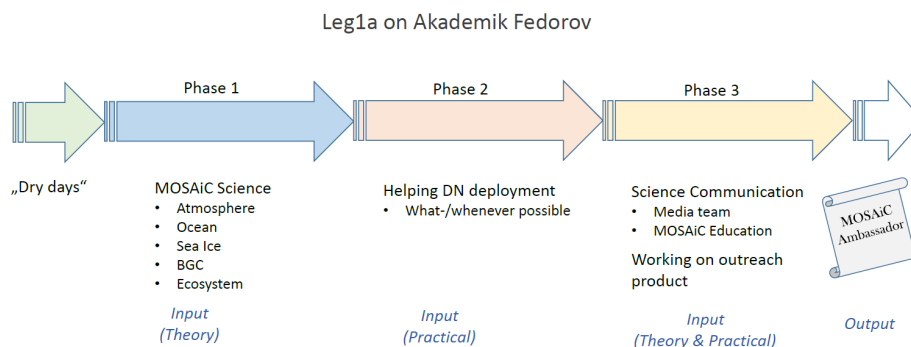 Leg1a on Akademik Fedorov
Phase 1
Phase 2
Phase 3
„Dry days“
MOSAiC Science
• Atmosphere
• Ocean
• Sea Ice
• BGC
• Ecosystem
Input
(Theory)
Helping DN deployment
• What-/whenever possible
Input
(Practical)
Science Communication
• Media team
• MOSAiC Education
Working on outreach
product
Input
(Theory & Practical)
MOSAiC
Ambassador
Output